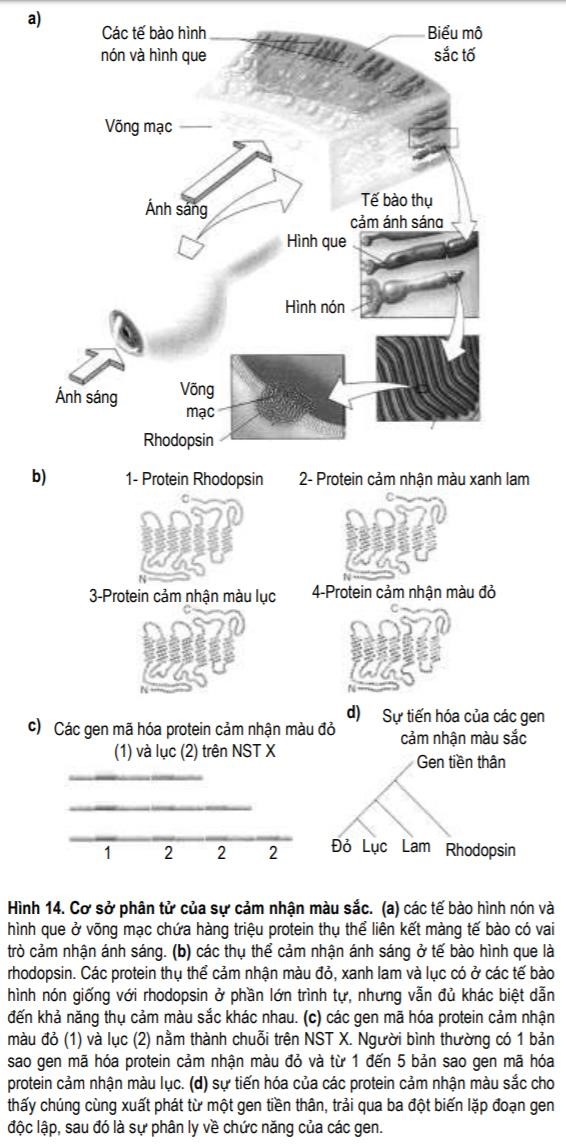 a)
Các tế bào hình
nón và hình que
Biểu mô
sắc tố
Võng mạc
Ánh sáng
Tế bào thụ
cảm ánh sáng
Hình que
Hình nón
Ánh sáng
Võng
mạc
Rhodopsin
b)
1- Protein Rhodopsin
2- Protein cảm nhận màu xanh lam
C
N
C
N
3-Protein cảm nhận màu lục
4-Protein cảm nhận màu đỏ
C
N
C
N
c) Các gen mã hóa protein cảm nhận màu đỏ
(1) và lục (2) trên NST X
1 2 2 2
d) Sự tiến hóa của các gen
cảm nhận màu sắc
Gen tiền thân
Đỏ Lục Lam Rhodopsin
Hình 14. Cơ sở phân tử của sự cảm nhận màu sắc. (a) các tế bào hình nón và
hình que ở võng mạc chứa hàng triệu protein thụ thể liên kết màng tế bào có vai
trò cảm nhận ánh sáng. (b) các thụ thể cảm nhận ánh sáng ở tế bào hình que là
rhodopsin. Các protein thụ thể cảm nhận màu đỏ, xanh lam và lục có ở các tế bào
hình nón giống với rhodopsin ở phần lớn trình tự, nhưng vẫn đủ khác biệt dẫn
đến khả năng thụ cảm màu sắc khác nhau. (c) các gen mã hóa protein cảm nhận
màu đỏ (1) và lục (2) nằm thành chuỗi trên NST X. Người bình thường có 1 bản
sao gen mã hóa protein cảm nhận màu đỏ và từ 1 đến 5 bản sao gen mã hóa
protein cảm nhận màu lục. (d) sự tiến hóa của các protein cảm nhận màu sắc cho
thấy chúng cùng xuất phát từ một gen tiền thân, trải qua ba đột biến lặp đoạn gen
độc lập, sau đó là sự phân ly về chức năng của các gen.